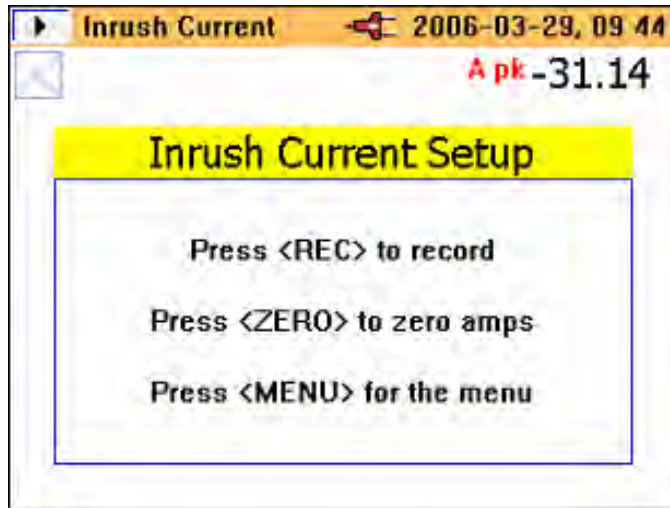 Inrush Current 2006-03-29, 09 44
A pk -31.14
Inrush Current Setup
Press <REC> to record
Press <ZERO> to zero amps
Press <MENU> for the menu